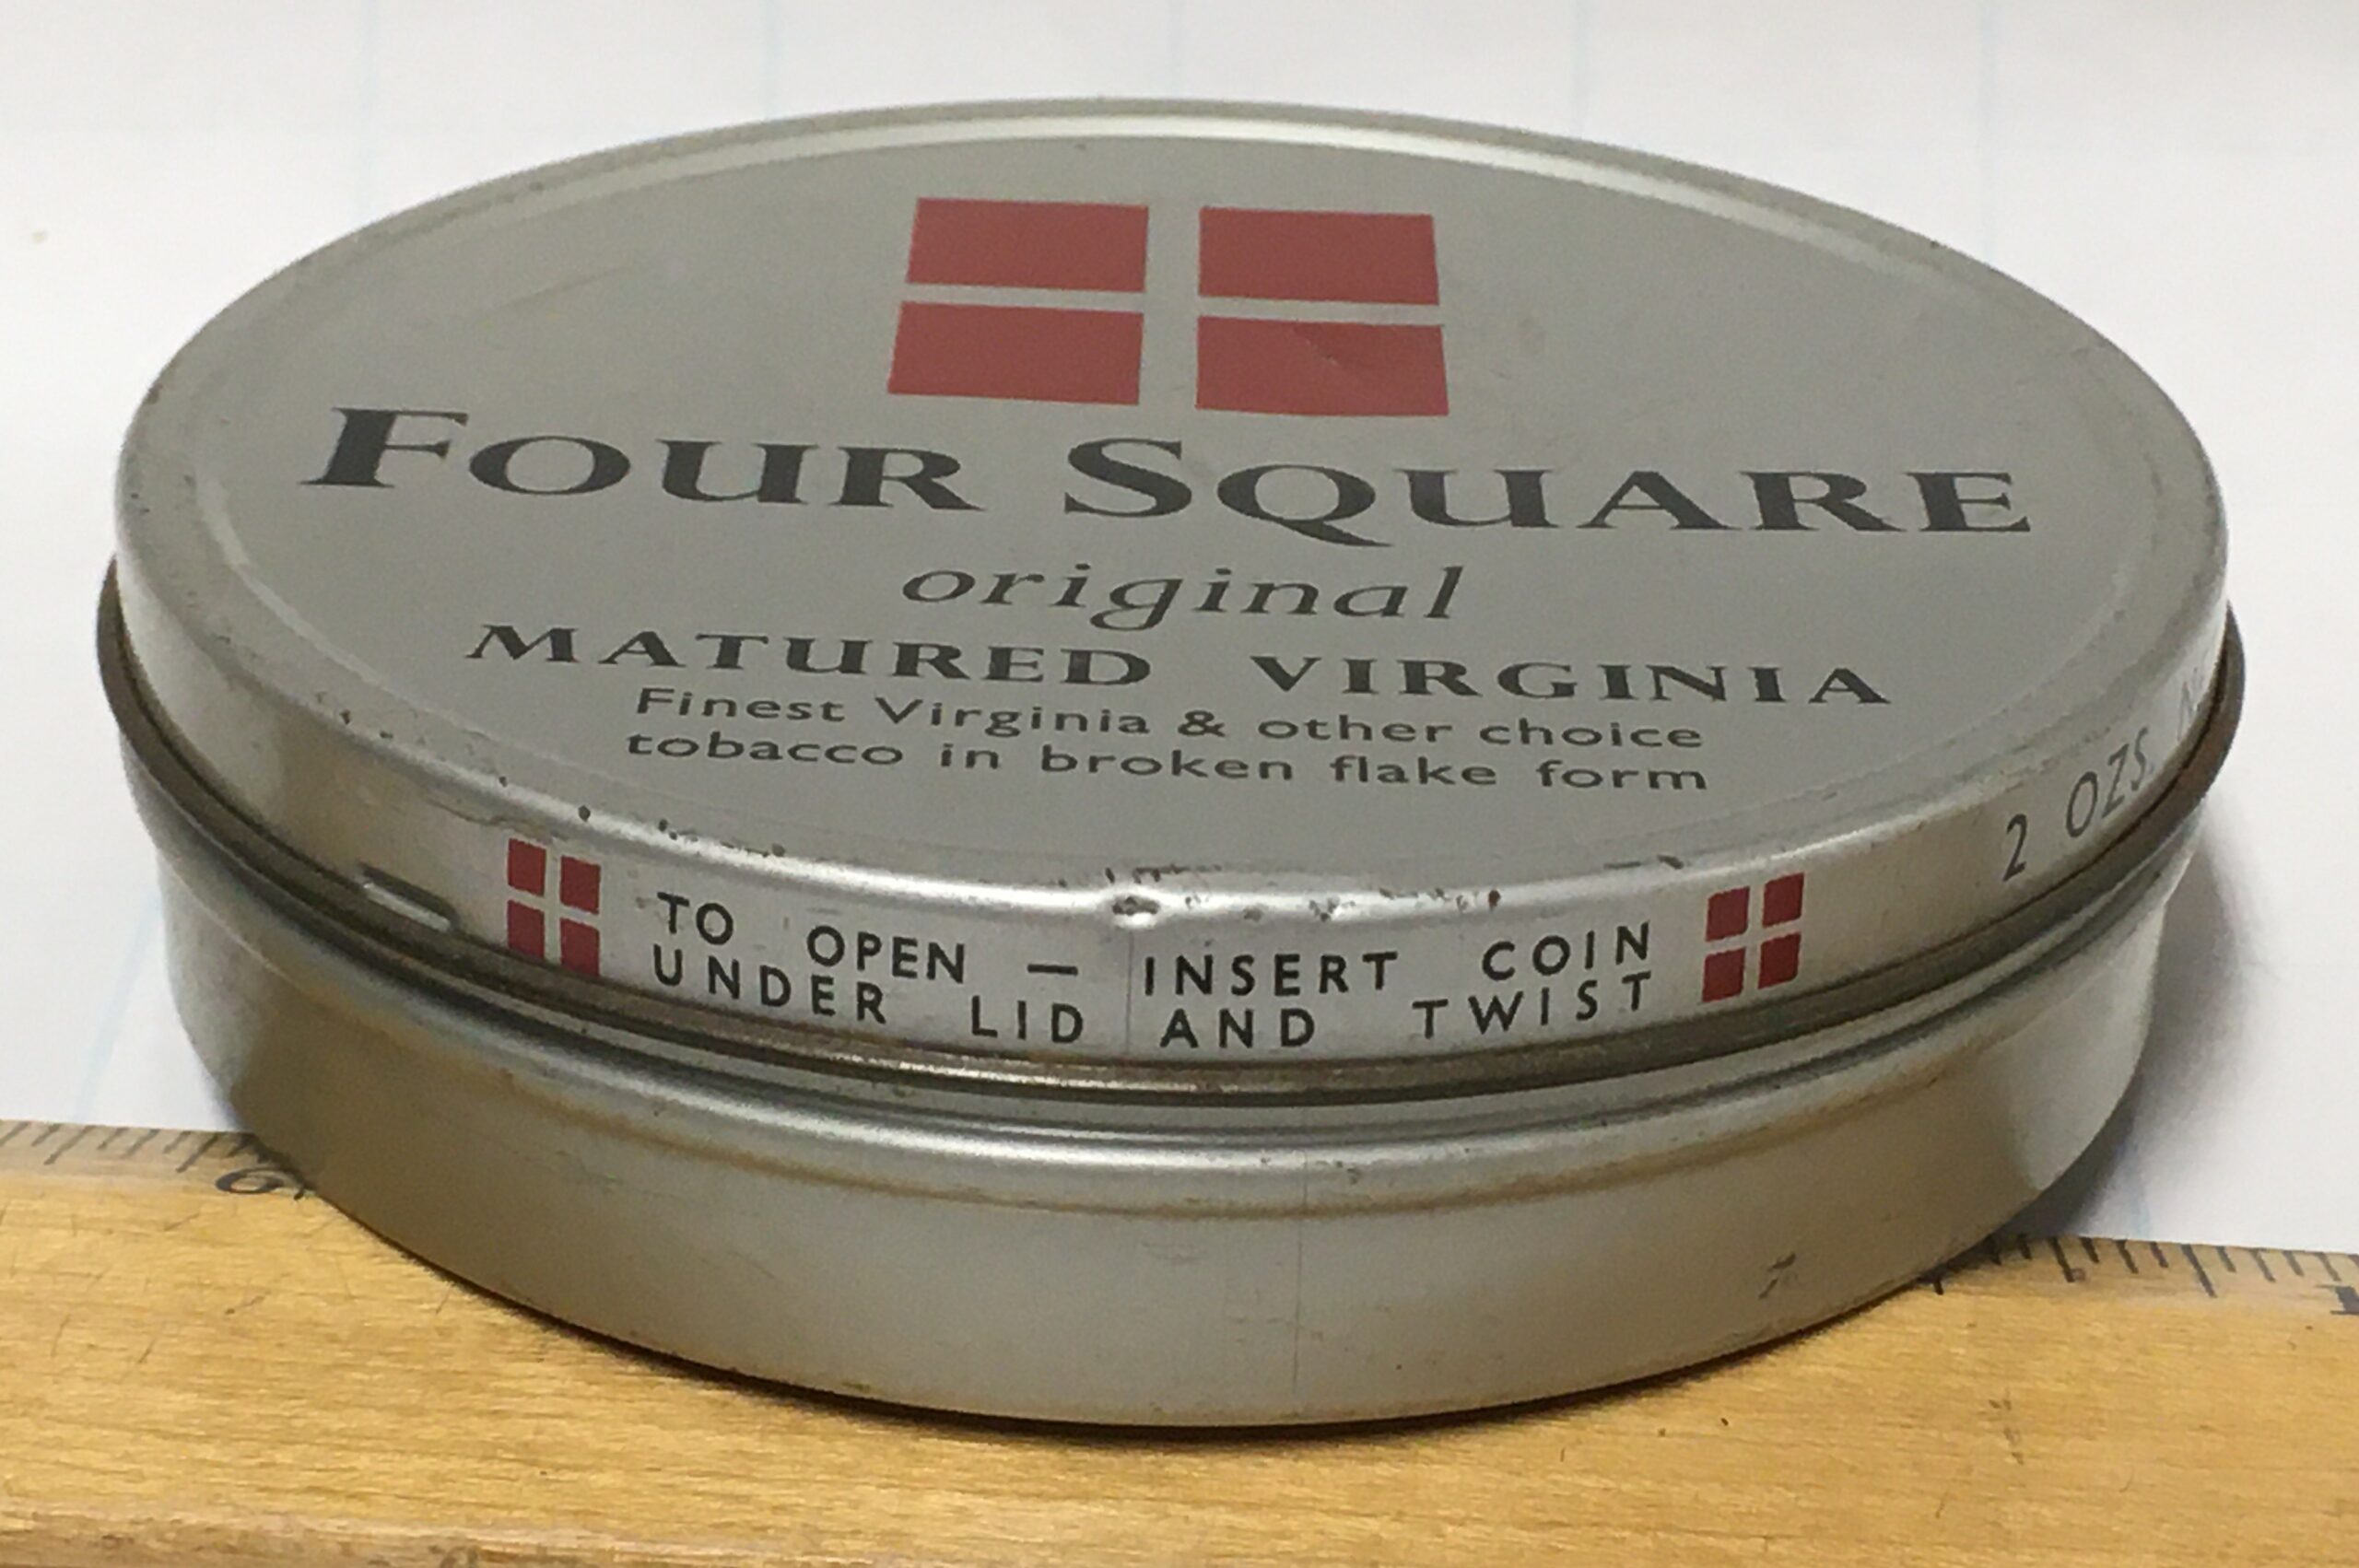 FOUR SQUARE
original
MATURED VIRGINIA
Finest Virginia & other choice
tobacco in broken flake form
TO OPEN — INSERT COIN
UNDER LID AND TWIST
2 OZS.